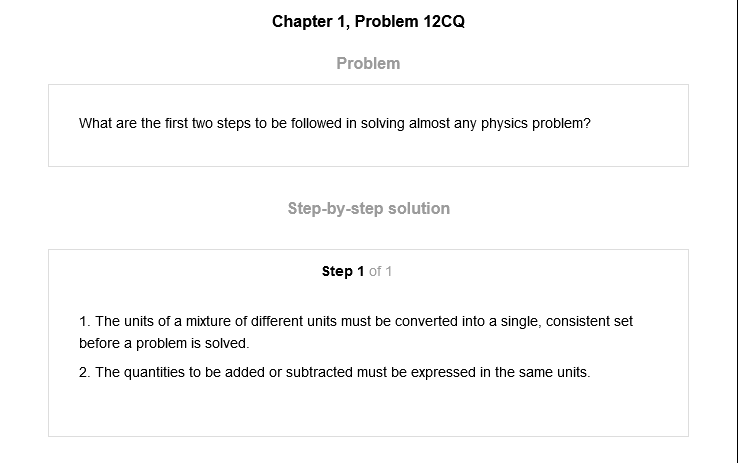 Chapter 1, Problem 12CQ
Problem
What are the first two steps to be followed in solving almost any physics problem?
Step-by-step solution
Step 1 of 1
1. The units of a mixture of different units must be converted into a single, consistent set
before a problem is solved.
2. The quantities to be added or subtracted must be expressed in the same units.